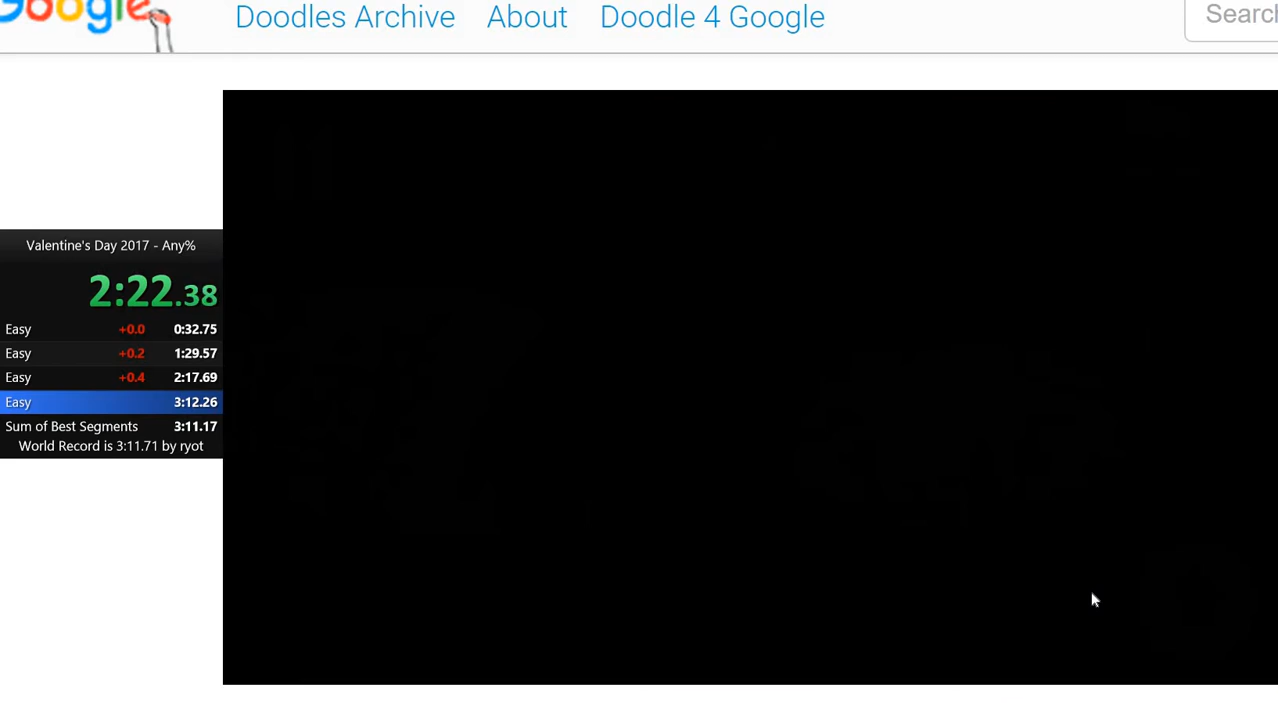 Google
Doodles Archive About Doodle 4 Google
Searc
Valentine's Day 2017 - Any%
2:22.38
Easy +0.0 0:32.75
Easy +0.2 1:29.57
Easy +0.4 2:17.69
Easy 3:12.26
Sum of Best Segments 3:11.17
World Record is 3:11.71 by ryot